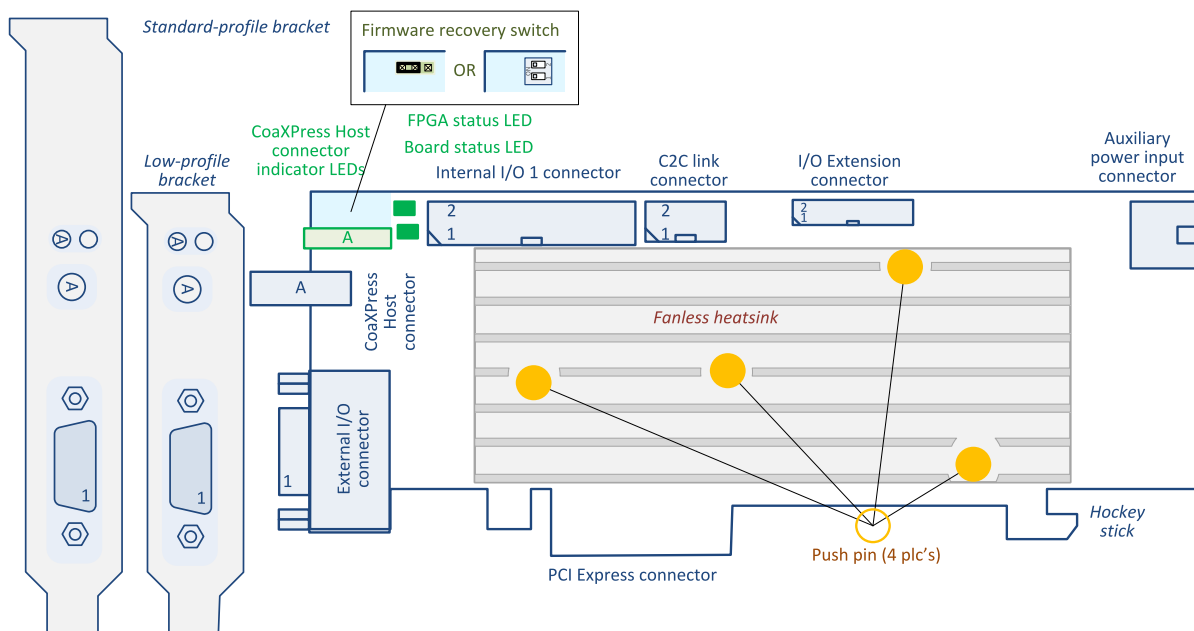 Standard-profile bracket
Firmware recovery switch
OR
ON
1 2
FPGA status LED
Board status LED
CoaXPress Host
connector
indicator LEDs
Low-profile
bracket
Internal I/O 1 connector
C2C link
connector
I/O Extension
connector
Auxiliary
power input
connector
2
1
2
1
2
1
A
A
A
A
A
A
CoaXPress
Host
connector
Fanless heatsink
External I/O
connector
1
1
1
Hockey
stick
Push pin (4 plc's)
PCI Express connector